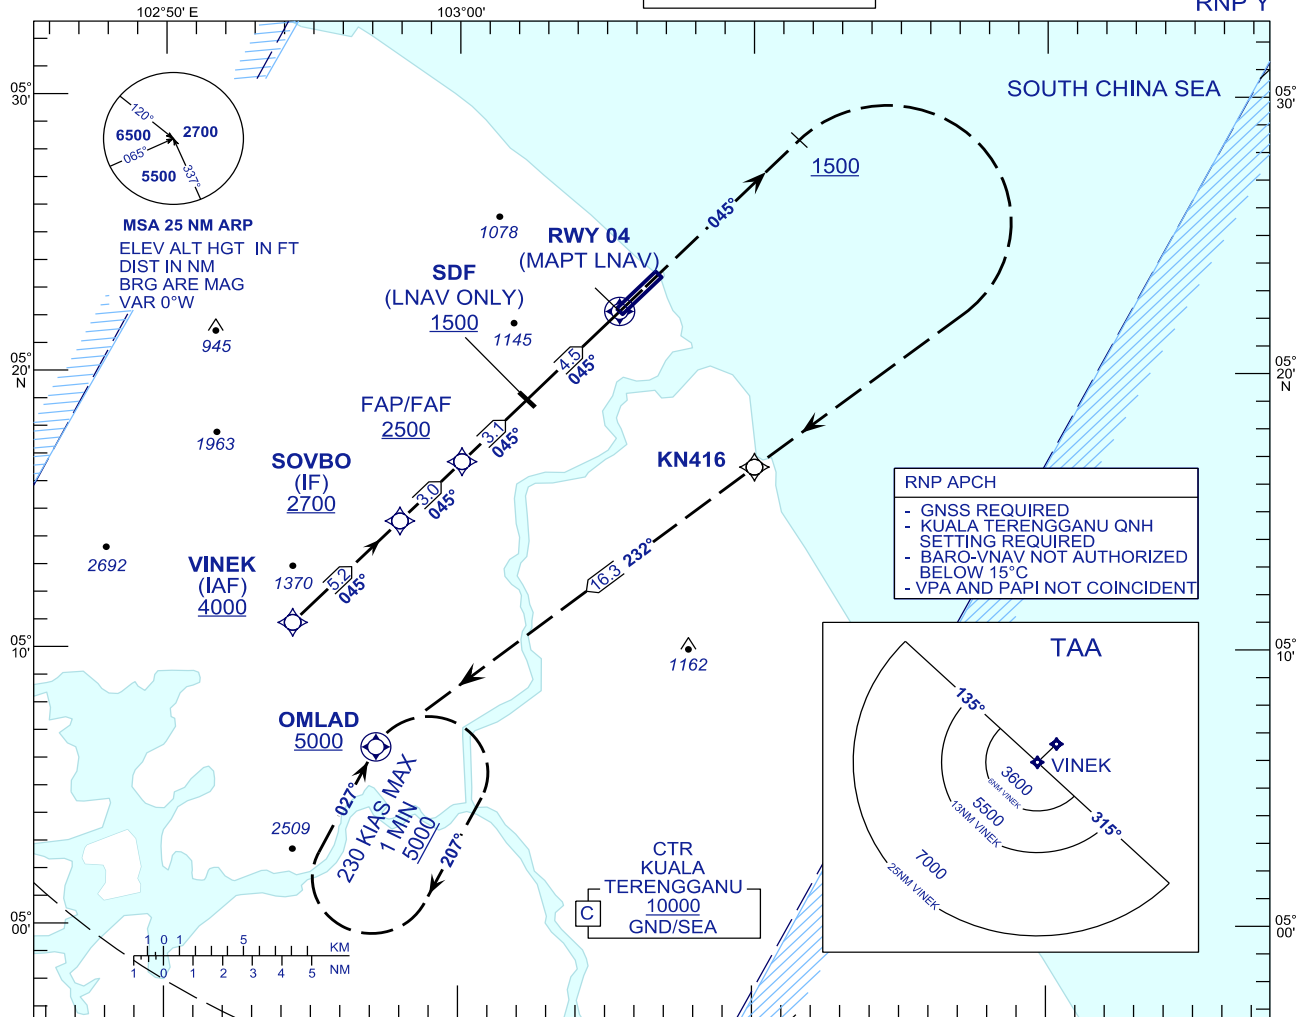 RNP Y
102°50' E
103°00'
05°
30'
05°
30'
SOUTH CHINA SEA
120°
6500
2700
065°
5500
337°
1500
045°
MSA 25 NM ARP
ELEV ALT HGT IN FT
DIST IN NM
BRG ARE MAG
VAR 0°W
1078
RWY 04
(MAPT LNAV)
SDF
(LNAV ONLY)
1500
945
1145
4.5
045°
05°
20'
N
05°
20'
N
FAP/FAF
2500
3.1
045°
1963
SOVBO
(IF)
2700
KN416
3.0
045°
RNP APCH
- GNSS REQUIRED
- KUALA TERENGGANU QNH
SETTING REQUIRED
- BARO-VNAV NOT AUTHORIZED
BELOW 15°C
- VPA AND PAPI NOT COINCIDENT
2692
VINEK
(IAF)
4000
1370
5.2
045°
16.3
232°
05°
10'
05°
10'
1162
TAA
135°
VINEK
3600
6NM VINEK
5500
13NM VINEK
315°
7000
25NM VINEK
OMLAD
5000
027°
230 KIAS MAX
1 MIN
5000
207°
2509
CTR
KUALA
TERENGGANU
10000
GND/SEA
C
05°
00'
05°
00'
1 0 1 5 KM
1 0 1 2 3 4 5 NM